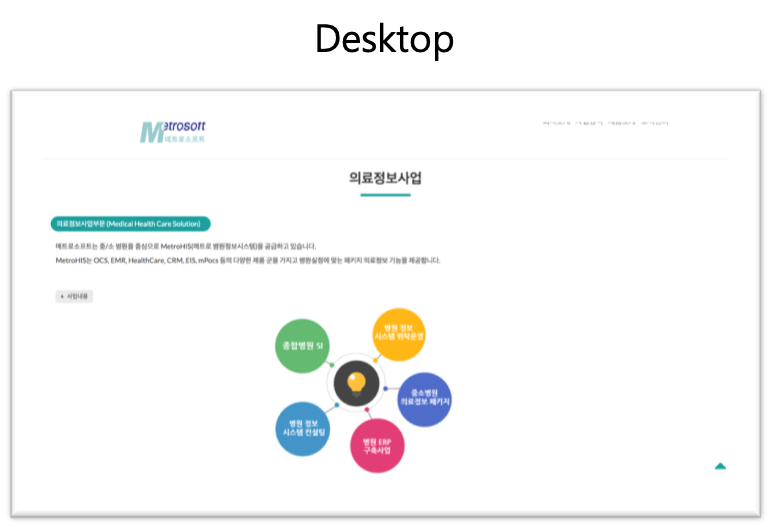 Desktop
Metrosoft
메트로소프트
의료정보사업
의료정보사업부문 (Medical Health Care Solution)
메트로소프트는 중/소 병원을 중심으로 MetroHIS(메트로 병원정보시스템)을 공급하고 있습니다.
MetroHIS는 OCS, EMR, HealthCare, CRM, EIS, mPocs 등의 다양한 제품 군을 가지고 병원실정에 맞는 패키지 의료정보 기능을 제공합니다.
사업내용
병원 정보
시스템 위탁운영
종합병원 SI
중소병원
의료정보 패키지
병원 정보
시스템 컨설팅
병원 ERP
구축사업